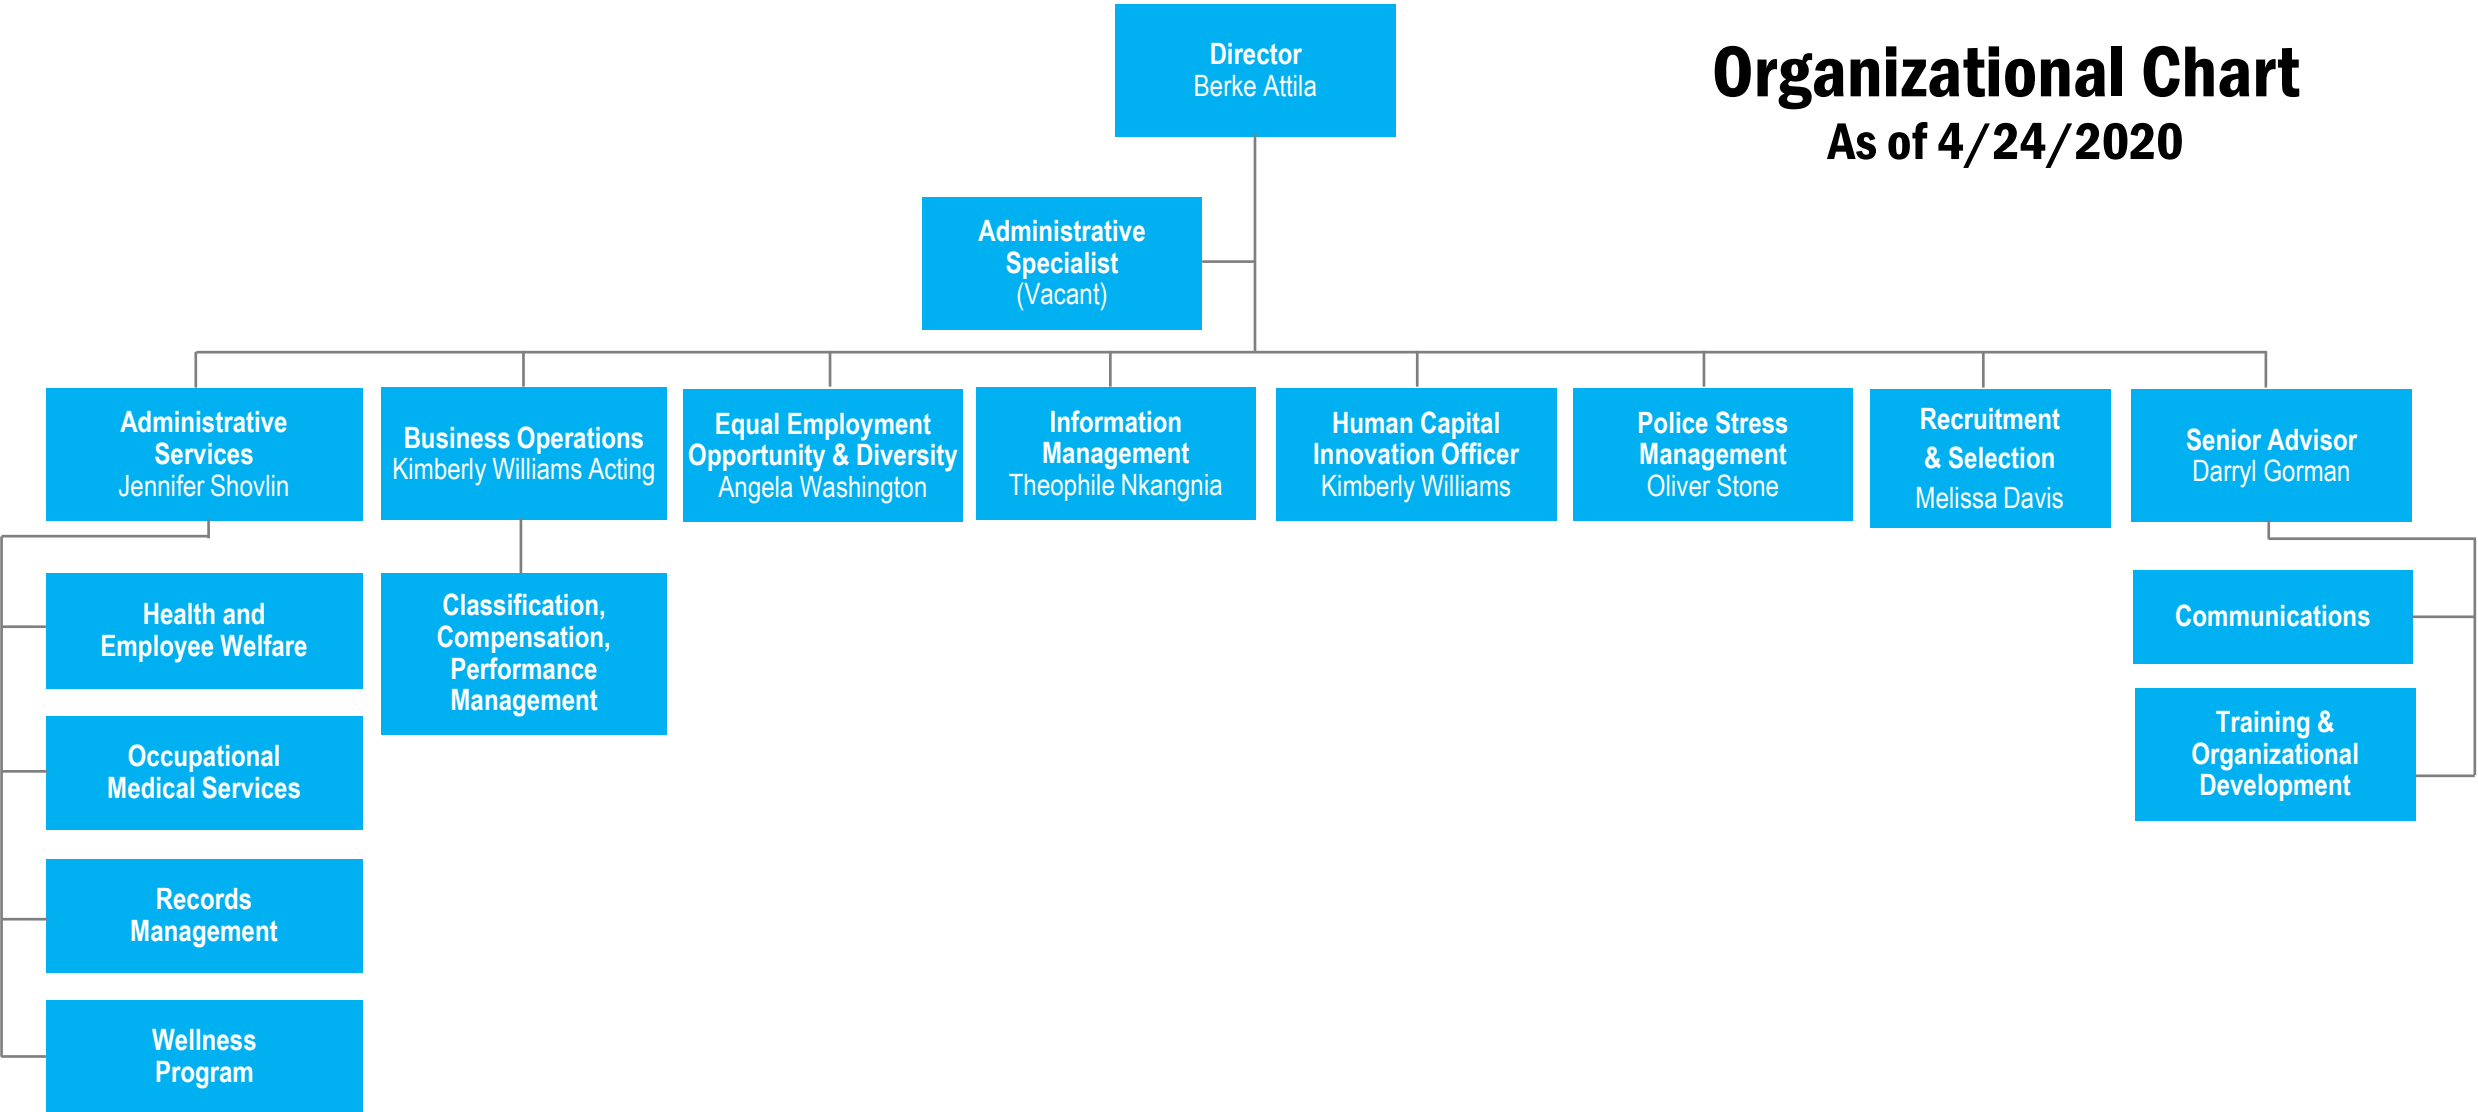 Director
Berke Attila
Organizational Chart
As of 4/24/2020
Administrative
Specialist
(Vacant)
Administrative
Services
Jennifer Shovlin
Business Operations
Kimberly Williams Acting
Equal Employment
Opportunity & Diversity
Angela Washington
Information
Management
Theophile Nkangnia
Human Capital
Innovation Officer
Kimberly Williams
Police Stress
Management
Oliver Stone
Recruitment
& Selection
Melissa Davis
Senior Advisor
Darryl Gorman
Health and
Employee Welfare
Classification,
Compensation,
Performance
Management
Communications
Occupational
Medical Services
Training &
Organizational
Development
Records
Management
Wellness
Program